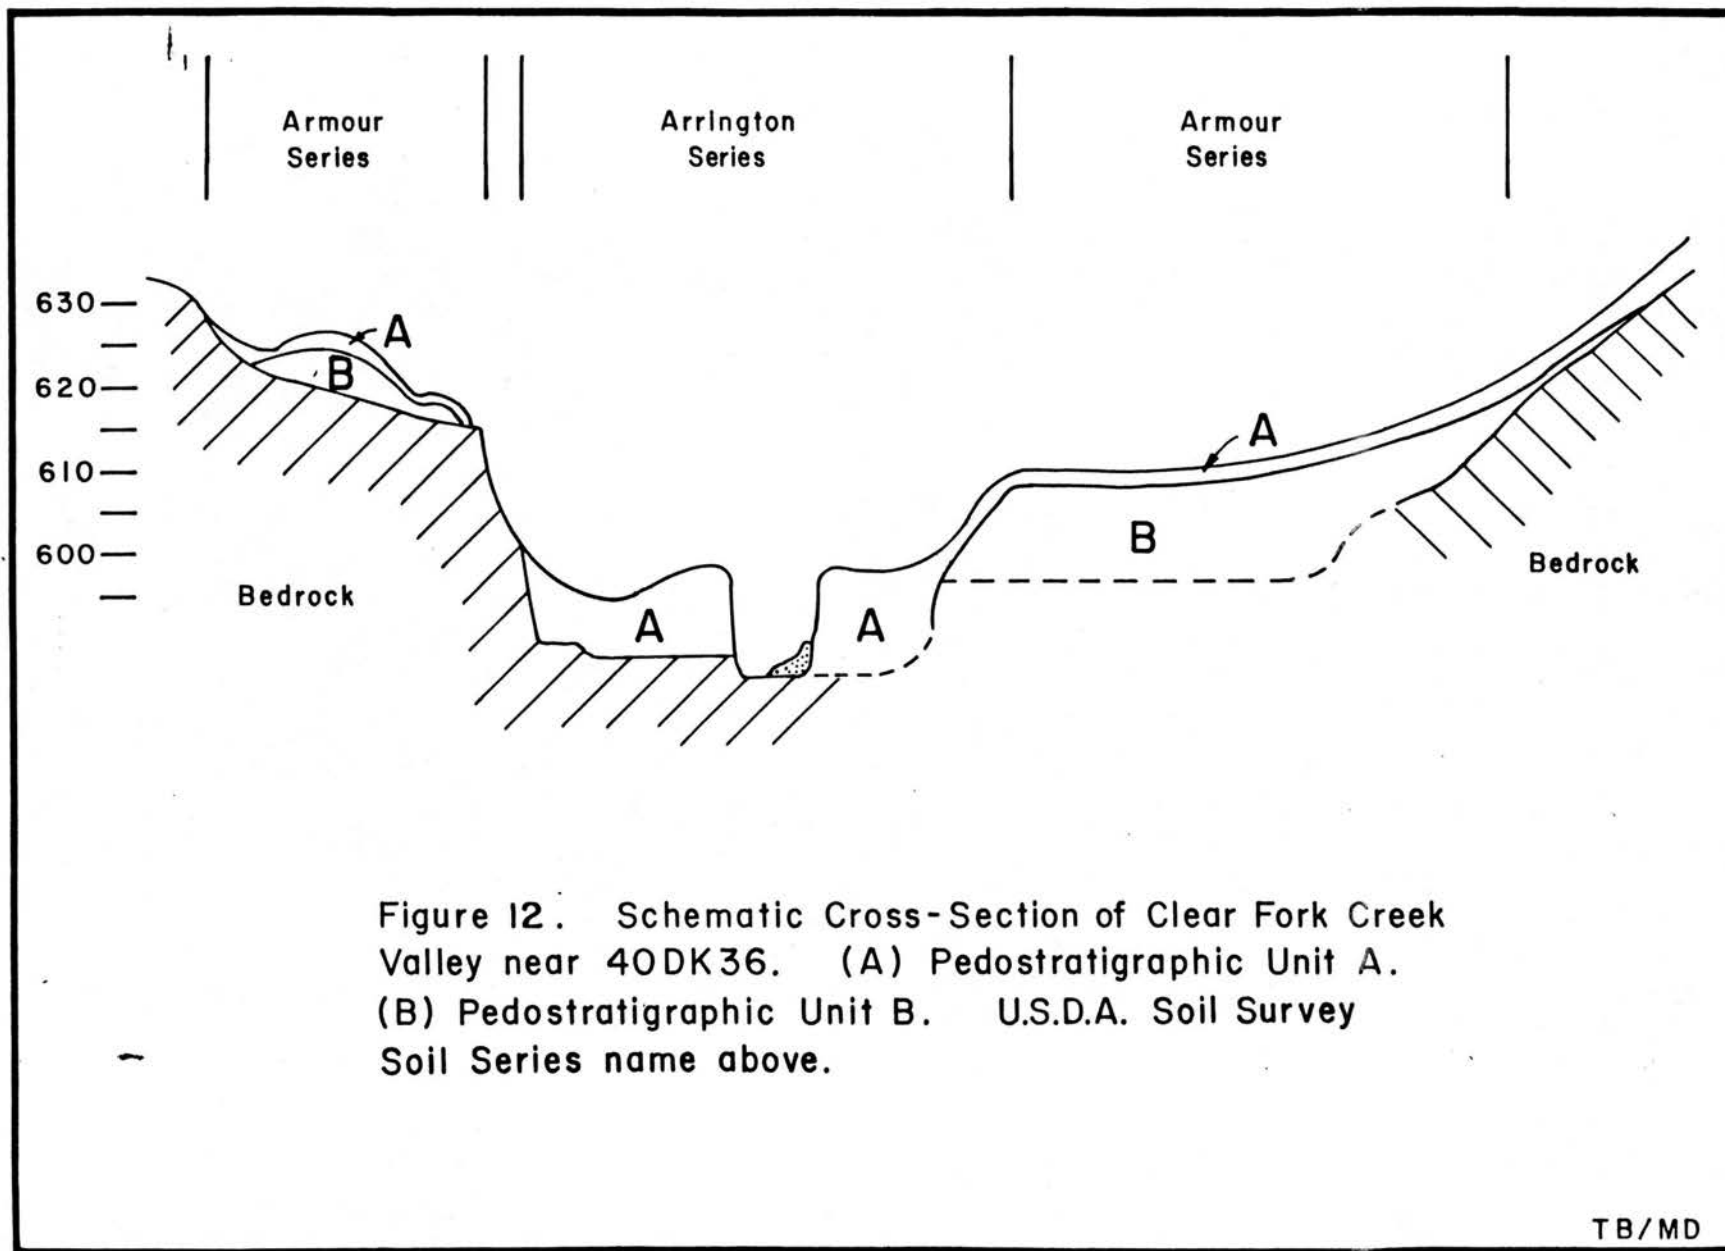 Armour
Series
Arrington
Series
Armour
Series
630
620
610
600
A
B
A
B
A
A
Bedrock
Bedrock
Figure 12. Schematic Cross-Section of Clear Fork Creek
Valley near 40DK36. (A) Pedostratigraphic Unit A.
(B) Pedostratigraphic Unit B. U.S.D.A. Soil Survey
Soil Series name above.
TB/MD